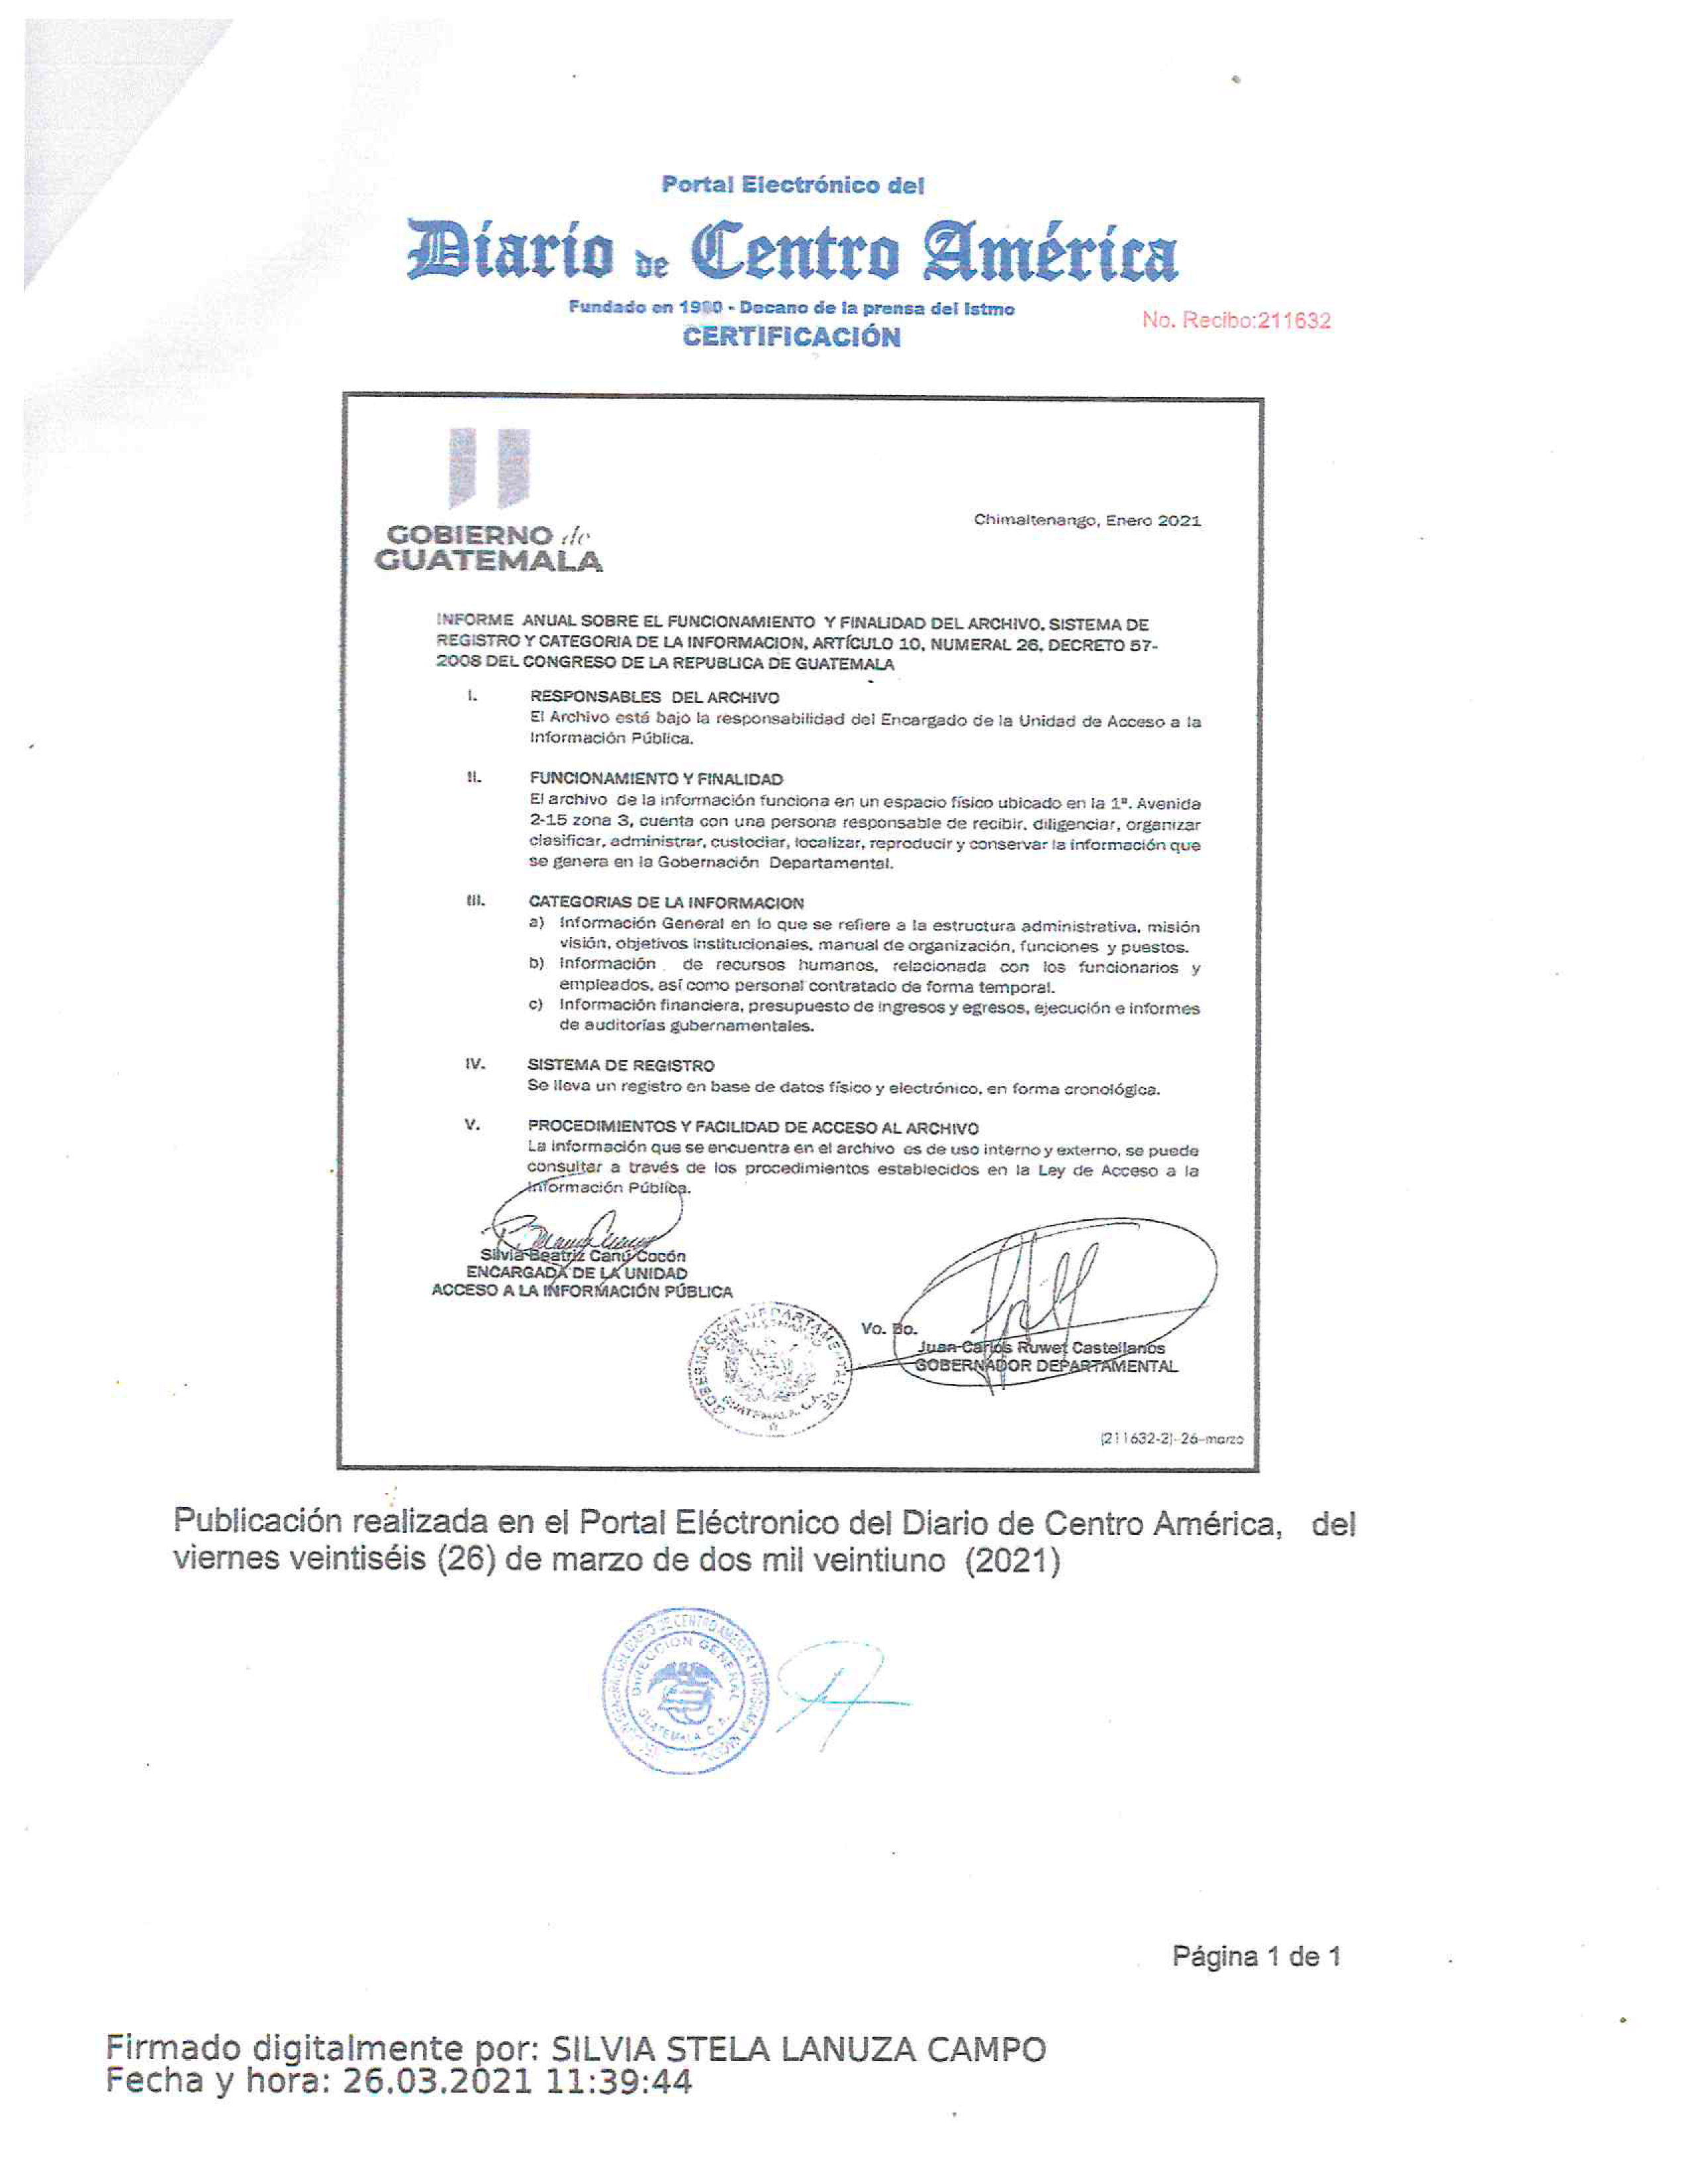 Portal Electrónico del
Diario de Centro América
Fundado en 1980 - Decano de la prensa del Istmo
CERTIFICACIÓN
No. Recibo:211632
GOBIERNO de
GUATEMALA
Chimaltenango, Enero 2021
INFORME ANUAL SOBRE EL FUNCIONAMIENTO Y FINALIDAD DEL ARCHIVO, SISTEMA DE
REGISTRO Y CATEGORIA DE LA INFORMACION, ARTÍCULO 10, NUMERAL 26, DECRETO 57-
2008 DEL CONGRESO DE LA REPUBLICA DE GUATEMALA
I. RESPONSABLES DEL ARCHIVO
El Archivo está bajo la responsabilidad del Encargado de la Unidad de Acceso a la
Información Pública.
II. FUNCIONAMIENTO Y FINALIDAD
El archivo de la información funciona en un espacio físico ubicado en la 1ª. Avenida
2-15 zona 3, cuenta con una persona responsable de recibir, diligenciar, organizar
clasificar, administrar, custodiar, localizar, reproducir y conservar la información que
se genera en la Gobernación Departamental.
III. CATEGORIAS DE LA INFORMACION
a) Información General en lo que se refiere a la estructura administrativa, misión
visión, objetivos institucionales, manual de organización, funciones y puestos.
b) Información de recursos humanos, relacionada con los funcionarios y
empleados, así como personal contratado de forma temporal.
c) Información financiera, presupuesto de ingresos y egresos, ejecución e informes
de auditorías gubernamentales.
IV. SISTEMA DE REGISTRO
Se lleva un registro en base de datos físico y electrónico, en forma cronológica.
V. PROCEDIMIENTOS Y FACILIDAD DE ACCESO AL ARCHIVO
La información que se encuentra en el archivo es de uso interno y externo, se puede
consultar a través de los procedimientos establecidos en la Ley de Acceso a la
Información Pública.
Silvia Beatriz Canú Cocón
ENCARGADA DE LA UNIDAD
ACCESO A LA INFORMACIÓN PÚBLICA
GOBERNACION DEPARTAMENTAL DE
GUATEMALA, C.A.
Vo. Bo.
Juan Carlos Ruwet Castellanos
GOBERNADOR DEPARTAMENTAL
(211632-2)-26-marzo
Publicación realizada en el Portal Eléctronico del Diario de Centro América, del
viernes veintiséis (26) de marzo de dos mil veintiuno (2021)
DIRECCION GENERAL
GUATEMALA, C.A.
Página 1 de 1
Firmado digitalmente por: SILVIA STELA LANUZA CAMPO
Fecha y hora: 26.03.2021 11:39:44